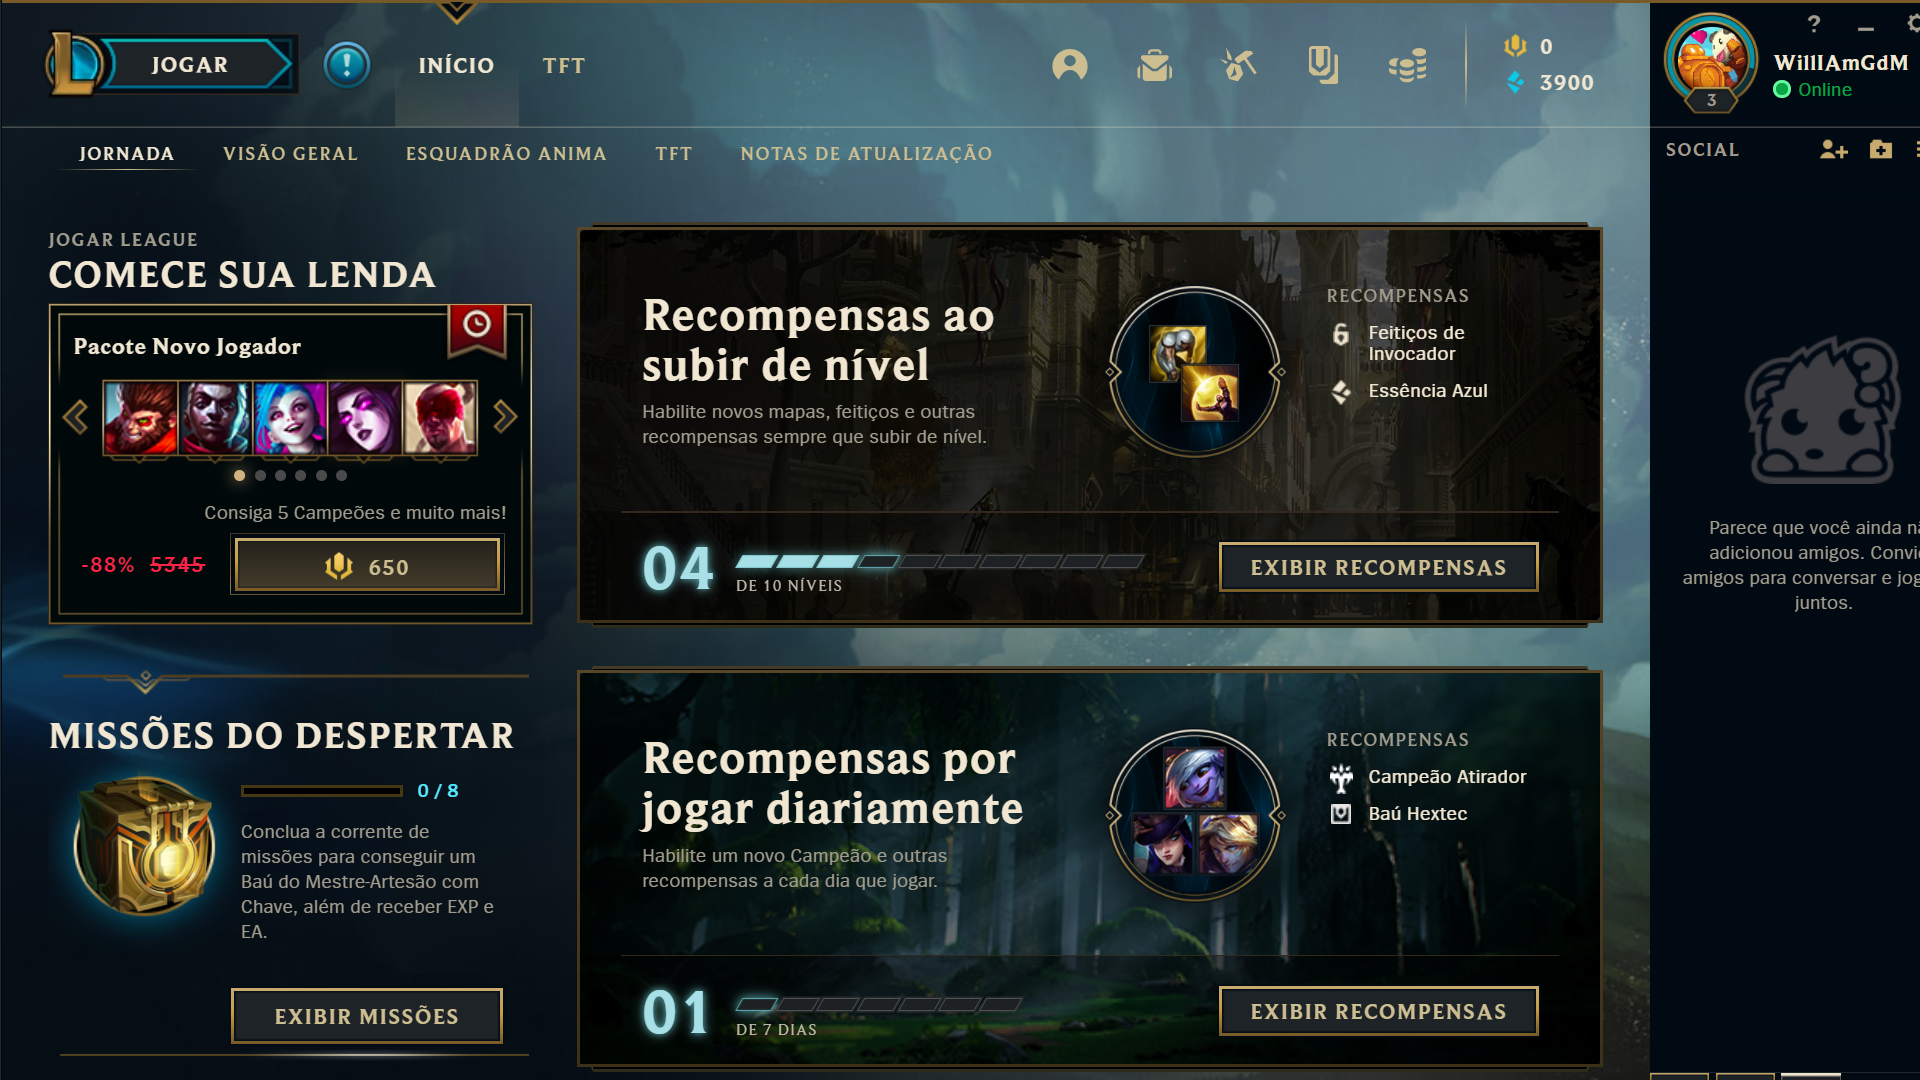 JOGAR
INÍCIO
TFT
0
3900
3
WillIAmGdM
Online
JORNADA
VISÃO GERAL
ESQUADRÃO ANIMA
TFT
NOTAS DE ATUALIZAÇÃO
SOCIAL
JOGAR LEAGUE
COMECE SUA LENDA
Pacote Novo Jogador
Consiga 5 Campeões e muito mais!
-88% 5345
650
MISSÕES DO DESPERTAR
0 / 8
Conclua a corrente de
missões para conseguir um
Baú do Mestre-Artesão com
Chave, além de receber EXP e
EA.
EXIBIR MISSÕES
Recompensas ao
subir de nível
Habilite novos mapas, feitiços e outras
recompensas sempre que subir de nível.
RECOMPENSAS
Feitiços de
Invocador
Essência Azul
04
DE 10 NÍVEIS
EXIBIR RECOMPENSAS
Recompensas por
jogar diariamente
Habilite um novo Campeão e outras
recompensas a cada dia que jogar.
RECOMPENSAS
Campeão Atirador
Baú Hextec
01
DE 7 DIAS
EXIBIR RECOMPENSAS
Parece que você ainda
adicionou amigos.
amigos para conversar e
juntos.